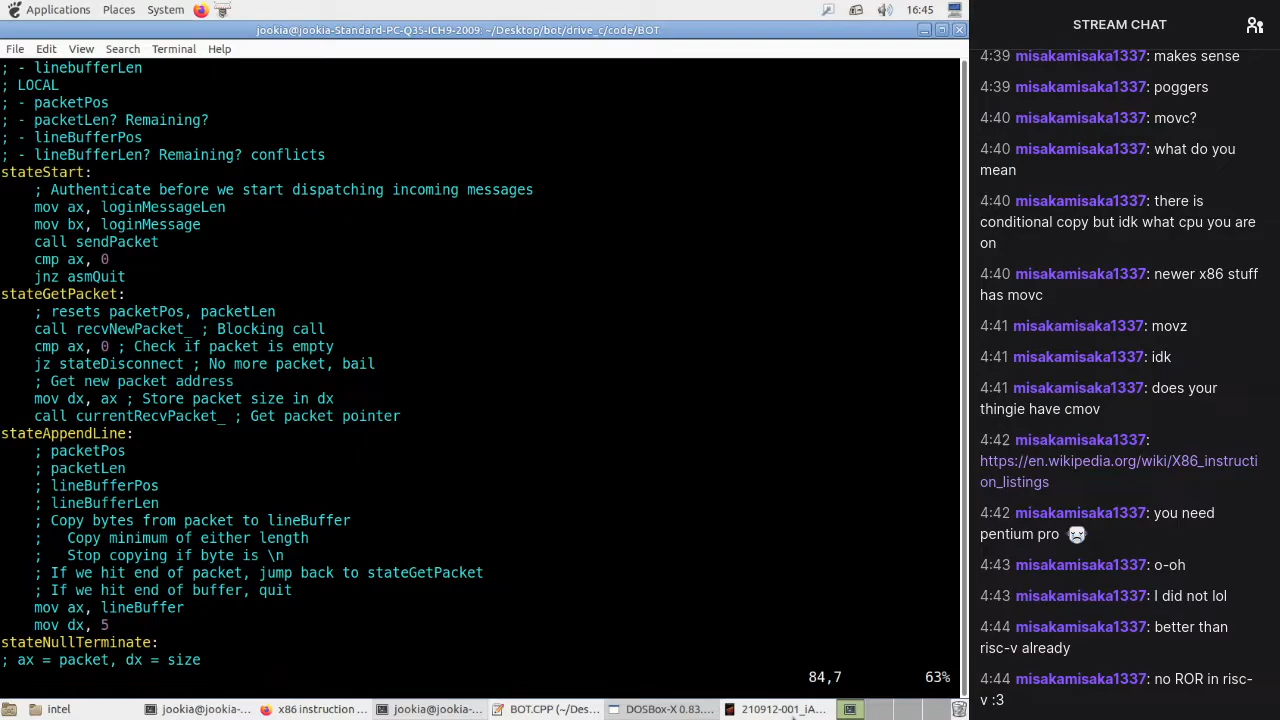 Applications Places System 16:45
jookia@jookia-Standard-PC-Q35-ICH9-2009: ~/Desktop/bot/drive_c/code/BOT
File Edit View Search Terminal Help
; - linebufferLen
; LOCAL
; - packetPos
; - packetLen? Remaining?
; - lineBufferPos
; - lineBufferLen? Remaining? conflicts
stateStart:
; Authenticate before we start dispatching incoming messages
mov ax, loginMessageLen
mov bx, loginMessage
call sendPacket
cmp ax, 0
jnz asmQuit
stateGetPacket:
; resets packetPos, packetLen
call recvNewPacket_ ; Blocking call
cmp ax, 0 ; Check if packet is empty
jz stateDisconnect ; No more packet, bail
; Get new packet address
mov dx, ax ; Store packet size in dx
call currentRecvPacket_ ; Get packet pointer
stateAppendLine:
; packetPos
; packetLen
; lineBufferPos
; lineBufferLen
; Copy bytes from packet to lineBuffer
;   Copy minimum of either length
;   Stop copying if byte is \n
; If we hit end of packet, jump back to stateGetPacket
; If we hit end of buffer, quit
mov ax, lineBuffer
mov dx, 5
stateNullTerminate:
; ax = packet, dx = size
84,7 63%
intel jookia@jookia-... x86 instruction ... jookia@jookia-... BOT.CPP (~/Des... DOSBox-X 0.83.... 210912-001_iA...
STREAM CHAT
4:39 misakamisaka1337: makes sense
4:39 misakamisaka1337: poggers
4:40 misakamisaka1337: movc?
4:40 misakamisaka1337: what do you
mean
4:40 misakamisaka1337: there is
conditional copy but idk what cpu you are
on
4:40 misakamisaka1337: newer x86 stuff
has movc
4:41 misakamisaka1337: movz
4:41 misakamisaka1337: idk
4:41 misakamisaka1337: does your
thingie have cmov
4:42 misakamisaka1337:
https://en.wikipedia.org/wiki/X86_instructi
on_listings
4:42 misakamisaka1337: you need
pentium pro
4:43 misakamisaka1337: o-oh
4:43 misakamisaka1337: I did not lol
4:44 misakamisaka1337: better than
risc-v already
4:44 misakamisaka1337: no ROR in risc-
v :3